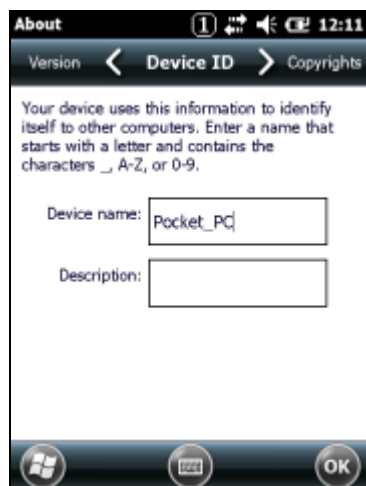 About 1 12:11
Version Device ID Copyrights
Your device uses this information to identify
itself to other computers. Enter a name that
starts with a letter and contains the
characters _, A-Z, or 0-9.
Device name: Pocket_PC
Description:
OK